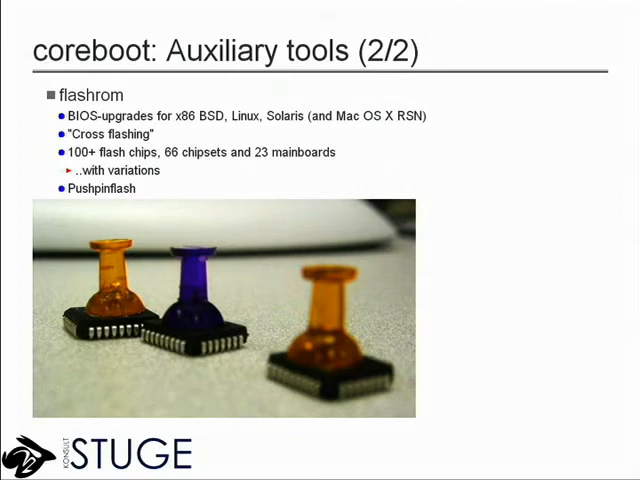 coreboot: Auxiliary tools (2/2)
flashrom
BIOS-upgrades for x86 BSD, Linux, Solaris (and Mac OS X RSN)
"Cross flashing"
100+ flash chips, 66 chipsets and 23 mainboards
..with variations
Pushpinflash
KONSULT
STUGE